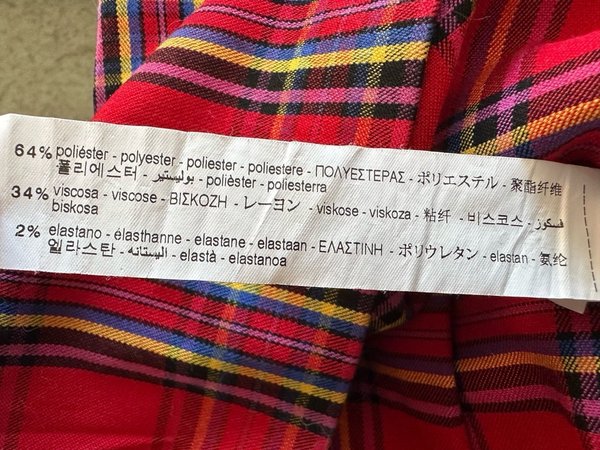 64% poliéster - polyester - poliester - poliestere - ΠΟΛΥΕΣΤΕΡΑΣ - ポリエステル - 聚酯纤维
폴리에스터 - بوليستير - polièster - poliesterra
34% viscosa - viscose - ΒΙΣΚΟΖΗ - レーヨン - viskose - viskoza - 粘纤 - 비스코스 - فسكوز -
biskosa
2% elastano - élasthanne - elastane - elastaan - ΕΛΑΣΤΙΝΗ - ポリウレタン - elastan - 氨纶
엘라스탄 - اليستانه - elastà - elastanoa